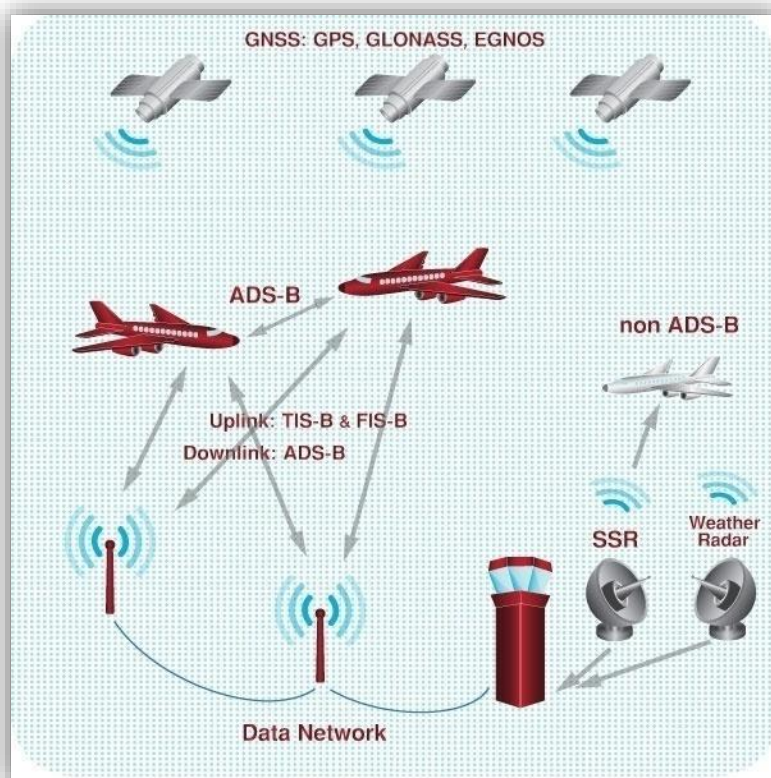 GNSS: GPS, GLONASS, EGNOS
ADS-B
non ADS-B
Uplink: TIS-B & FIS-B
Downlink: ADS-B
SSR
Weather
Radar
Data Network